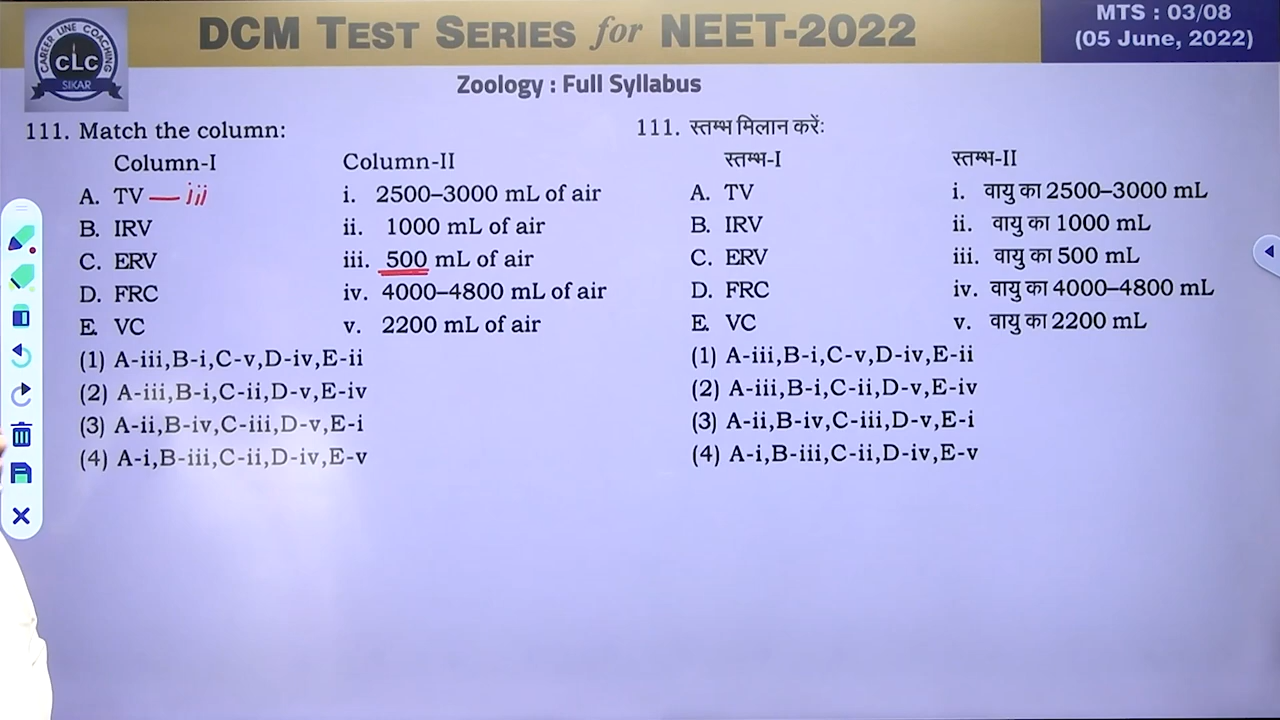 CAREER LINE COACHING
CLC
SIKAR
DCM TEST SERIES for NEET-2022
MTS : 03/08
(05 June, 2022)
Zoology : Full Syllabus
111. Match the column:
Column-I Column-II
A. TV — iii i. 2500–3000 mL of air
B. IRV ii. 1000 mL of air
C. ERV iii. 500 mL of air
D. FRC iv. 4000–4800 mL of air
E. VC v. 2200 mL of air
(1) A-iii,B-i,C-v,D-iv,E-ii
(2) A-iii,B-i,C-ii,D-v,E-iv
(3) A-ii,B-iv,C-iii,D-v,E-i
(4) A-i,B-iii,C-ii,D-iv,E-v
111. स्तम्भ मिलान करेंः
स्तम्भ-I स्तम्भ-II
A. TV i. वायु का 2500–3000 mL
B. IRV ii. वायु का 1000 mL
C. ERV iii. वायु का 500 mL
D. FRC iv. वायु का 4000–4800 mL
E. VC v. वायु का 2200 mL
(1) A-iii,B-i,C-v,D-iv,E-ii
(2) A-iii,B-i,C-ii,D-v,E-iv
(3) A-ii,B-iv,C-iii,D-v,E-i
(4) A-i,B-iii,C-ii,D-iv,E-v